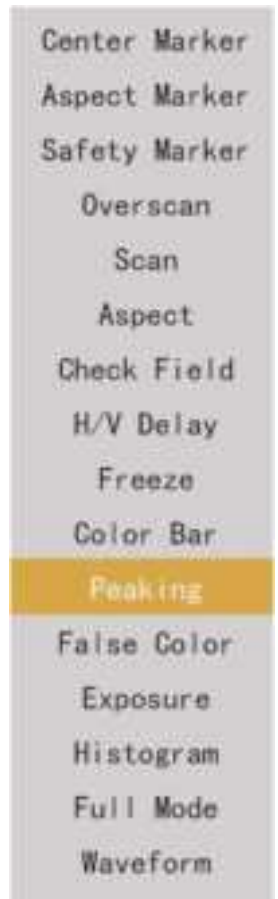 Center Marker
Aspect Marker
Safety Marker
Overscan
Scan
Aspect
Check Field
H/V Delay
Freeze
Color Bar
Peaking
False Color
Exposure
Histogram
Full Mode
Waveform